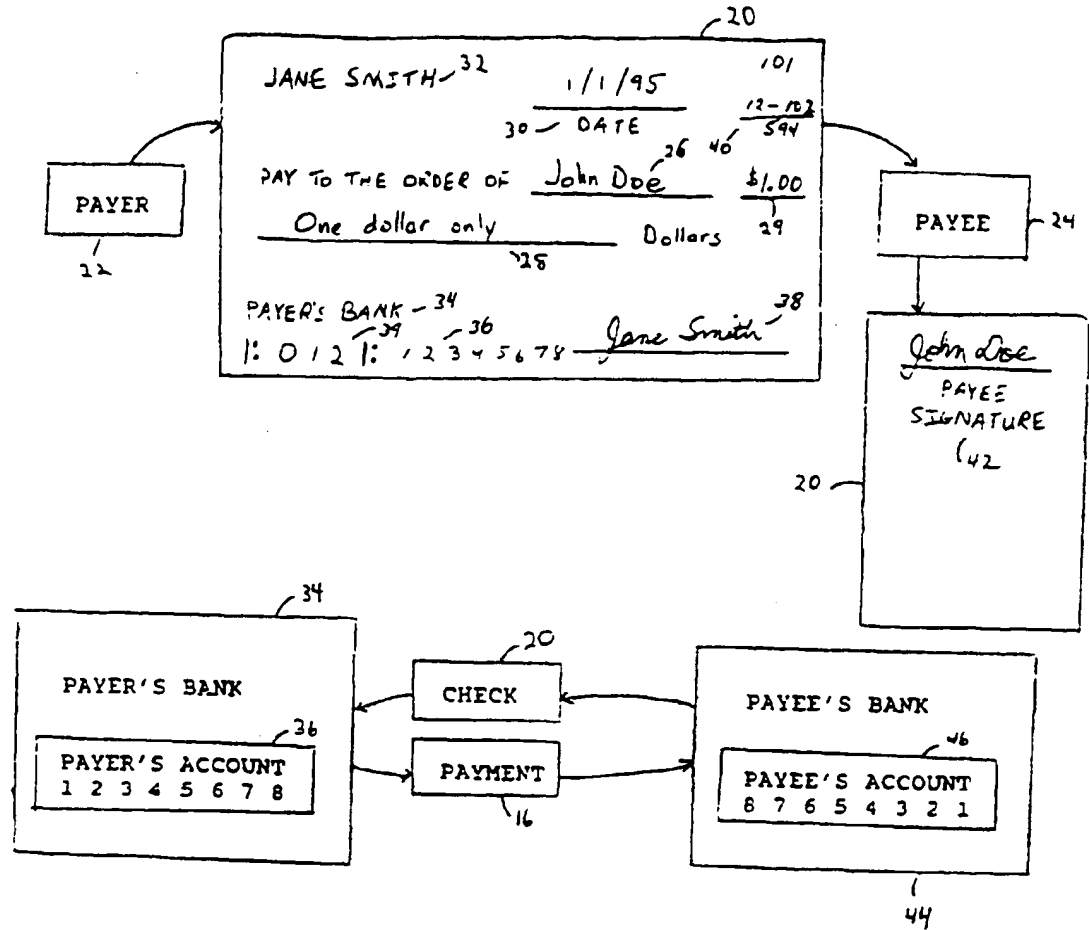 20
JANE SMITH 32
1/1/95
101
30 DATE
12-102
594
40
PAYER
22
PAY TO THE ORDER OF John Doe 26 $1.00
29
One dollar only Dollars
28
PAYEE
24
PAYER'S BANK 34
|: 0 1 2 |: 39 1 2 3 4 5 6 7 8 36 Jane Smith 38
John Doe
PAYEE
SIGNATURE
42
20
34
PAYER'S BANK
36
PAYER'S ACCOUNT
1 2 3 4 5 6 7 8
20
CHECK
PAYMENT
16
PAYEE'S BANK
46
PAYEE'S ACCOUNT
8 7 6 5 4 3 2 1
44